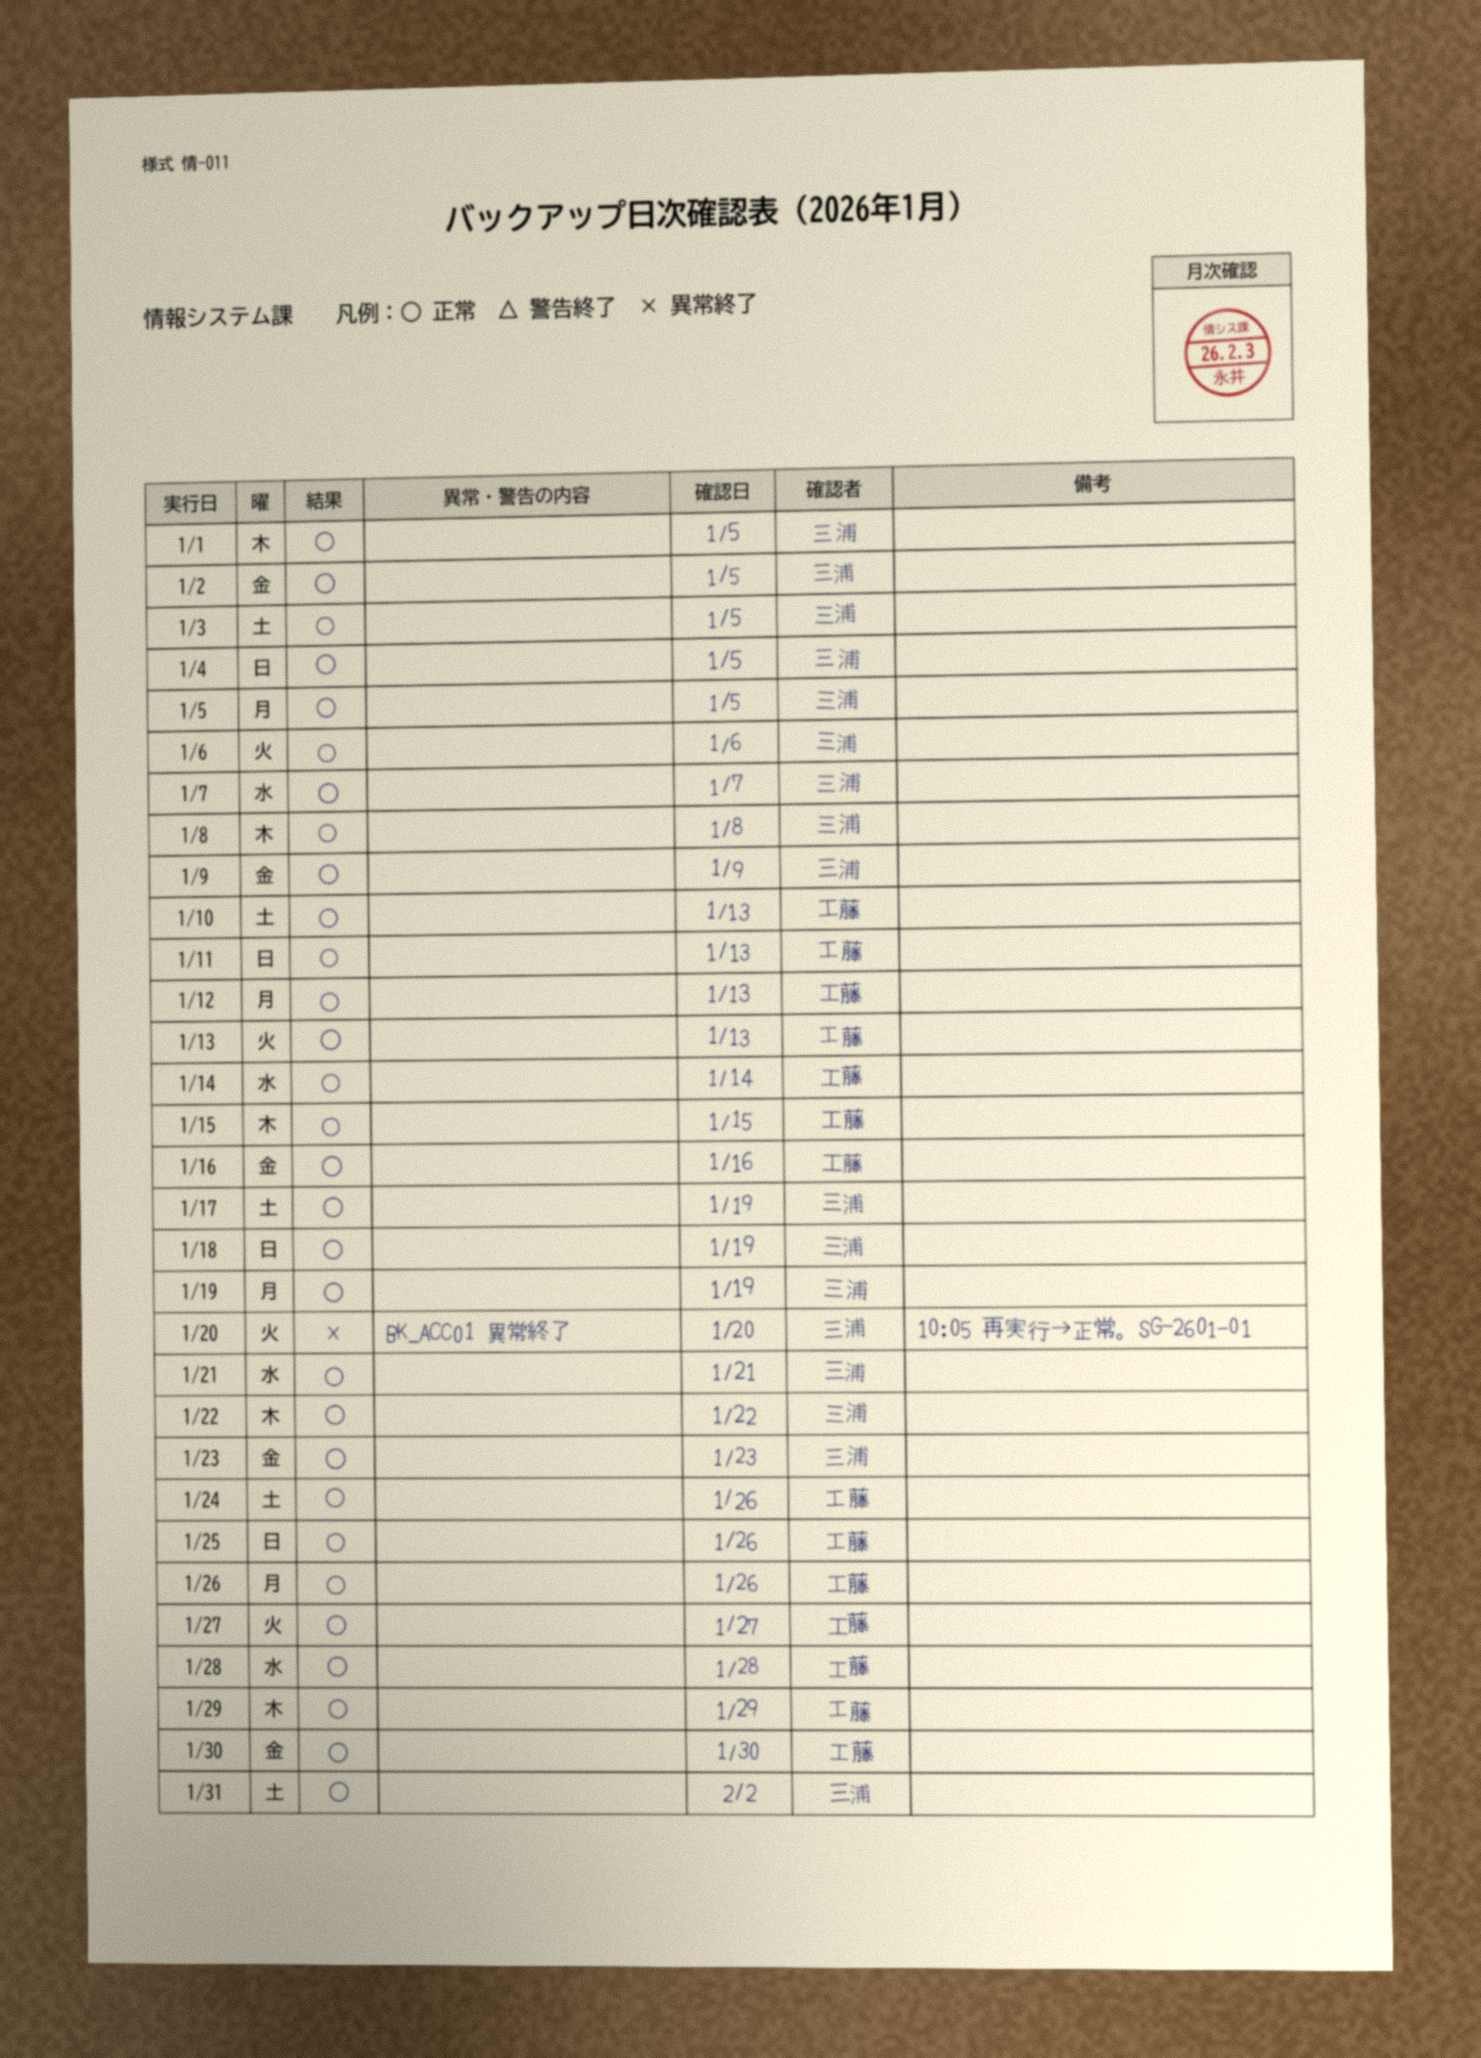 様式 情-011
バックアップ日次確認表（2026年1月）
情報システム課 凡例：○ 正常 △ 警告終了 × 異常終了
月次確認
情シス課
26.2.3
永井
実行日 曜 結果 異常・警告の内容 確認日 確認者 備考
1/1 木 ○ 1/5 三浦
1/2 金 ○ 1/5 三浦
1/3 土 ○ 1/5 三浦
1/4 日 ○ 1/5 三浦
1/5 月 ○ 1/5 三浦
1/6 火 ○ 1/6 三浦
1/7 水 ○ 1/7 三浦
1/8 木 ○ 1/8 三浦
1/9 金 ○ 1/9 三浦
1/10 土 ○ 1/13 工藤
1/11 日 ○ 1/13 工藤
1/12 月 ○ 1/13 工藤
1/13 火 ○ 1/13 工藤
1/14 水 ○ 1/14 工藤
1/15 木 ○ 1/15 工藤
1/16 金 ○ 1/16 工藤
1/17 土 ○ 1/19 三浦
1/18 日 ○ 1/19 三浦
1/19 月 ○ 1/19 三浦
1/20 火 × BK_ACC01 異常終了 1/20 三浦 10:05 再実行→正常。SG-2601-01
1/21 水 ○ 1/21 三浦
1/22 木 ○ 1/22 三浦
1/23 金 ○ 1/23 三浦
1/24 土 ○ 1/26 工藤
1/25 日 ○ 1/26 工藤
1/26 月 ○ 1/26 工藤
1/27 火 ○ 1/27 工藤
1/28 水 ○ 1/28 工藤
1/29 木 ○ 1/29 工藤
1/30 金 ○ 1/30 工藤
1/31 土 ○ 2/2 三浦